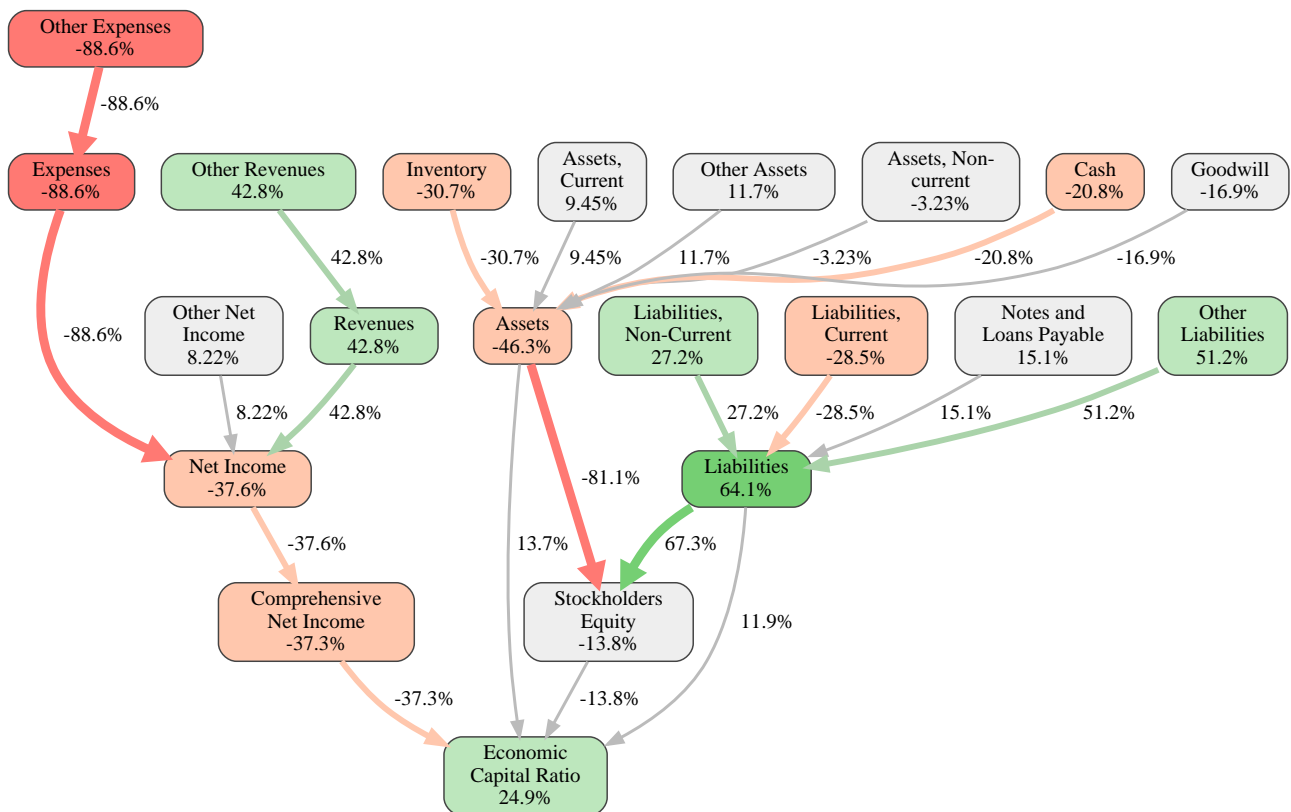 Other Expenses
-88.6%
-88.6%
Expenses
-88.6%
Other Revenues
42.8%
Inventory
-30.7%
Assets,
Current
9.45%
Other Assets
11.7%
Assets, Non-
current
-3.23%
Cash
-20.8%
Goodwill
-16.9%
42.8%
-30.7%
9.45%
11.7%
-3.23%
-20.8%
-16.9%
-88.6%
Other Net
Income
8.22%
Revenues
42.8%
Assets
-46.3%
Liabilities,
Non-Current
27.2%
Liabilities,
Current
-28.5%
Notes and
Loans Payable
15.1%
Other
Liabilities
51.2%
8.22%
42.8%
27.2%
-28.5%
15.1%
51.2%
Net Income
-37.6%
-81.1%
Liabilities
64.1%
-37.6%
13.7%
67.3%
Comprehensive
Net Income
-37.3%
Stockholders
Equity
-13.8%
11.9%
-37.3%
-13.8%
Economic
Capital Ratio
24.9%